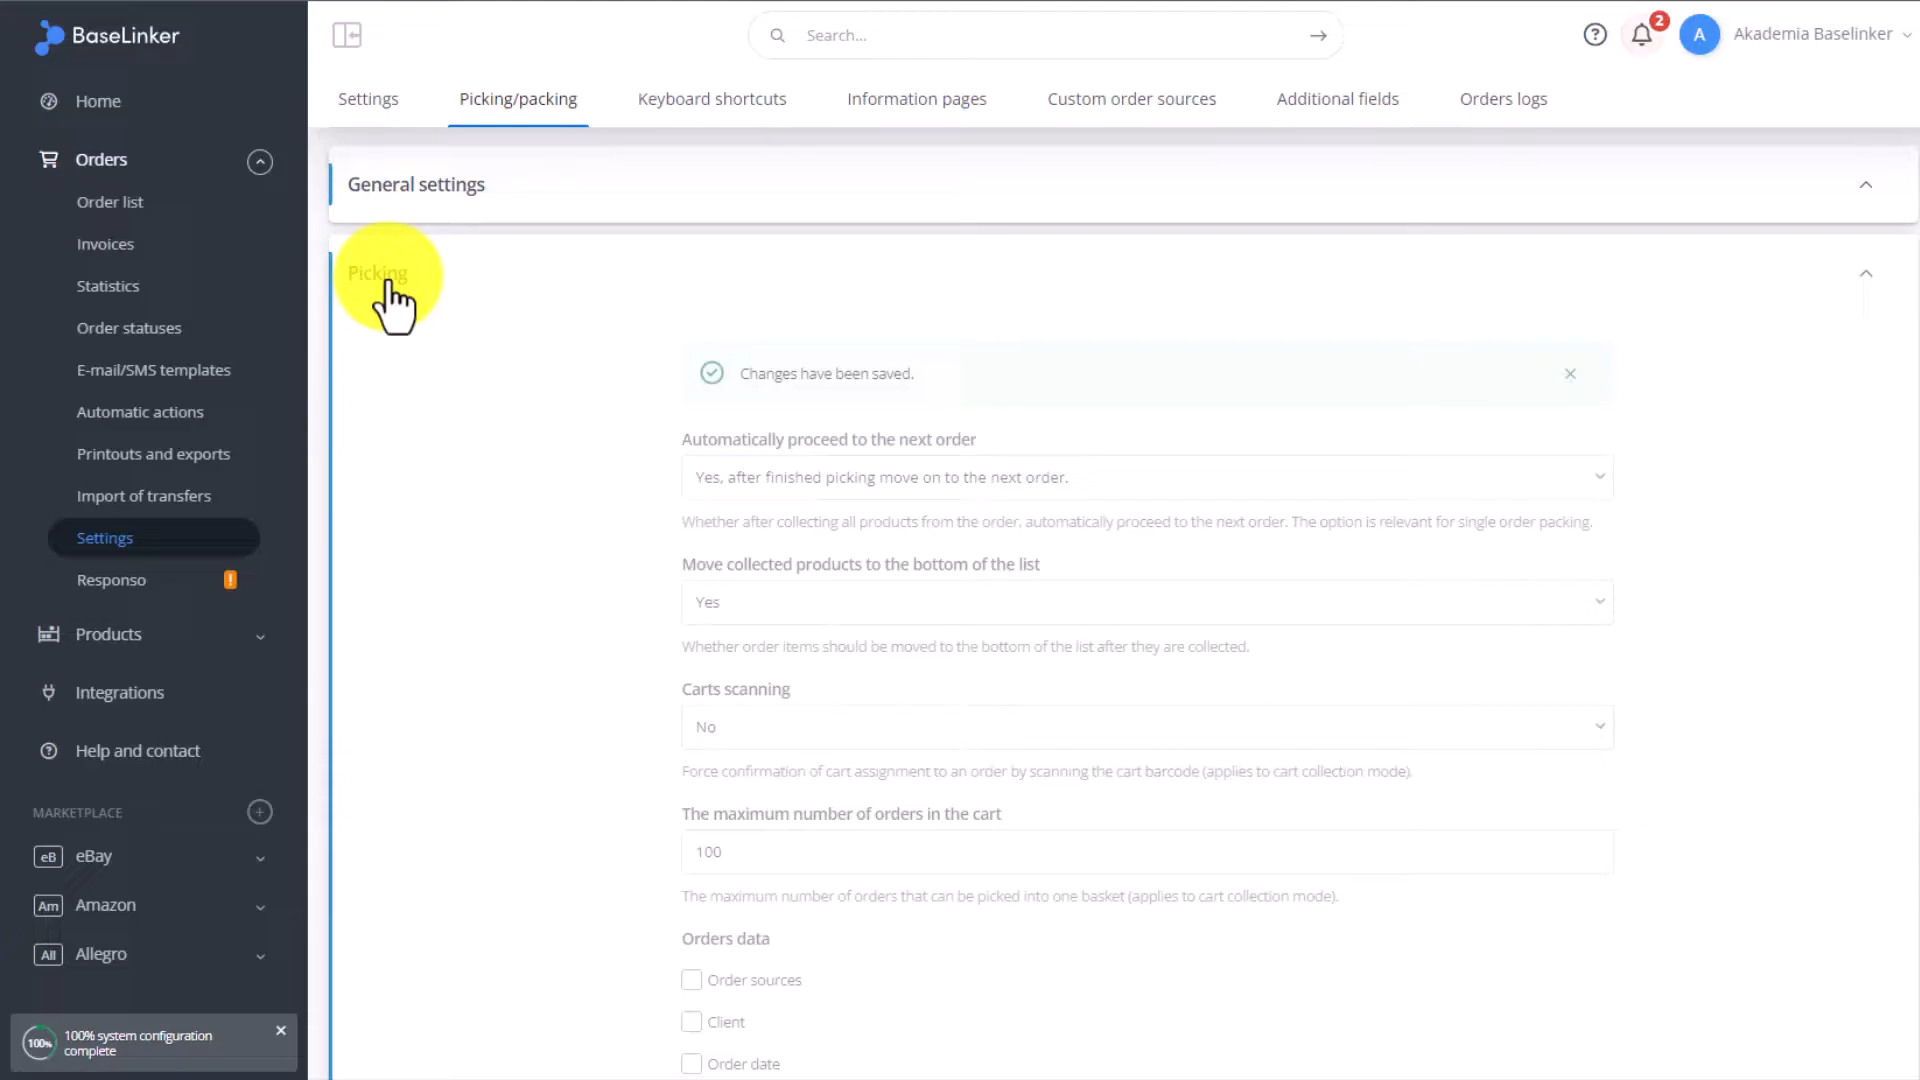 BaseLinker
Search...
2
A
Akademia Baselinker
Settings
Picking/packing
Keyboard shortcuts
Information pages
Custom order sources
Additional fields
Orders logs
Home
Orders
Order list
Invoices
Statistics
Order statuses
E-mail/SMS templates
Automatic actions
Printouts and exports
Import of transfers
Settings
Responso
!
Products
Integrations
Help and contact
MARKETPLACE
eB eBay
Am Amazon
All Allegro
100%
100% system configuration
complete
General settings
Picking
Changes have been saved.
Automatically proceed to the next order
Yes, after finished picking move on to the next order.
Whether after collecting all products from the order, automatically proceed to the next order. The option is relevant for single order packing.
Move collected products to the bottom of the list
Yes
Whether order items should be moved to the bottom of the list after they are collected.
Carts scanning
No
Force confirmation of cart assignment to an order by scanning the cart barcode (applies to cart collection mode).
The maximum number of orders in the cart
100
The maximum number of orders that can be picked into one basket (applies to cart collection mode).
Orders data
Order sources
Client
Order date